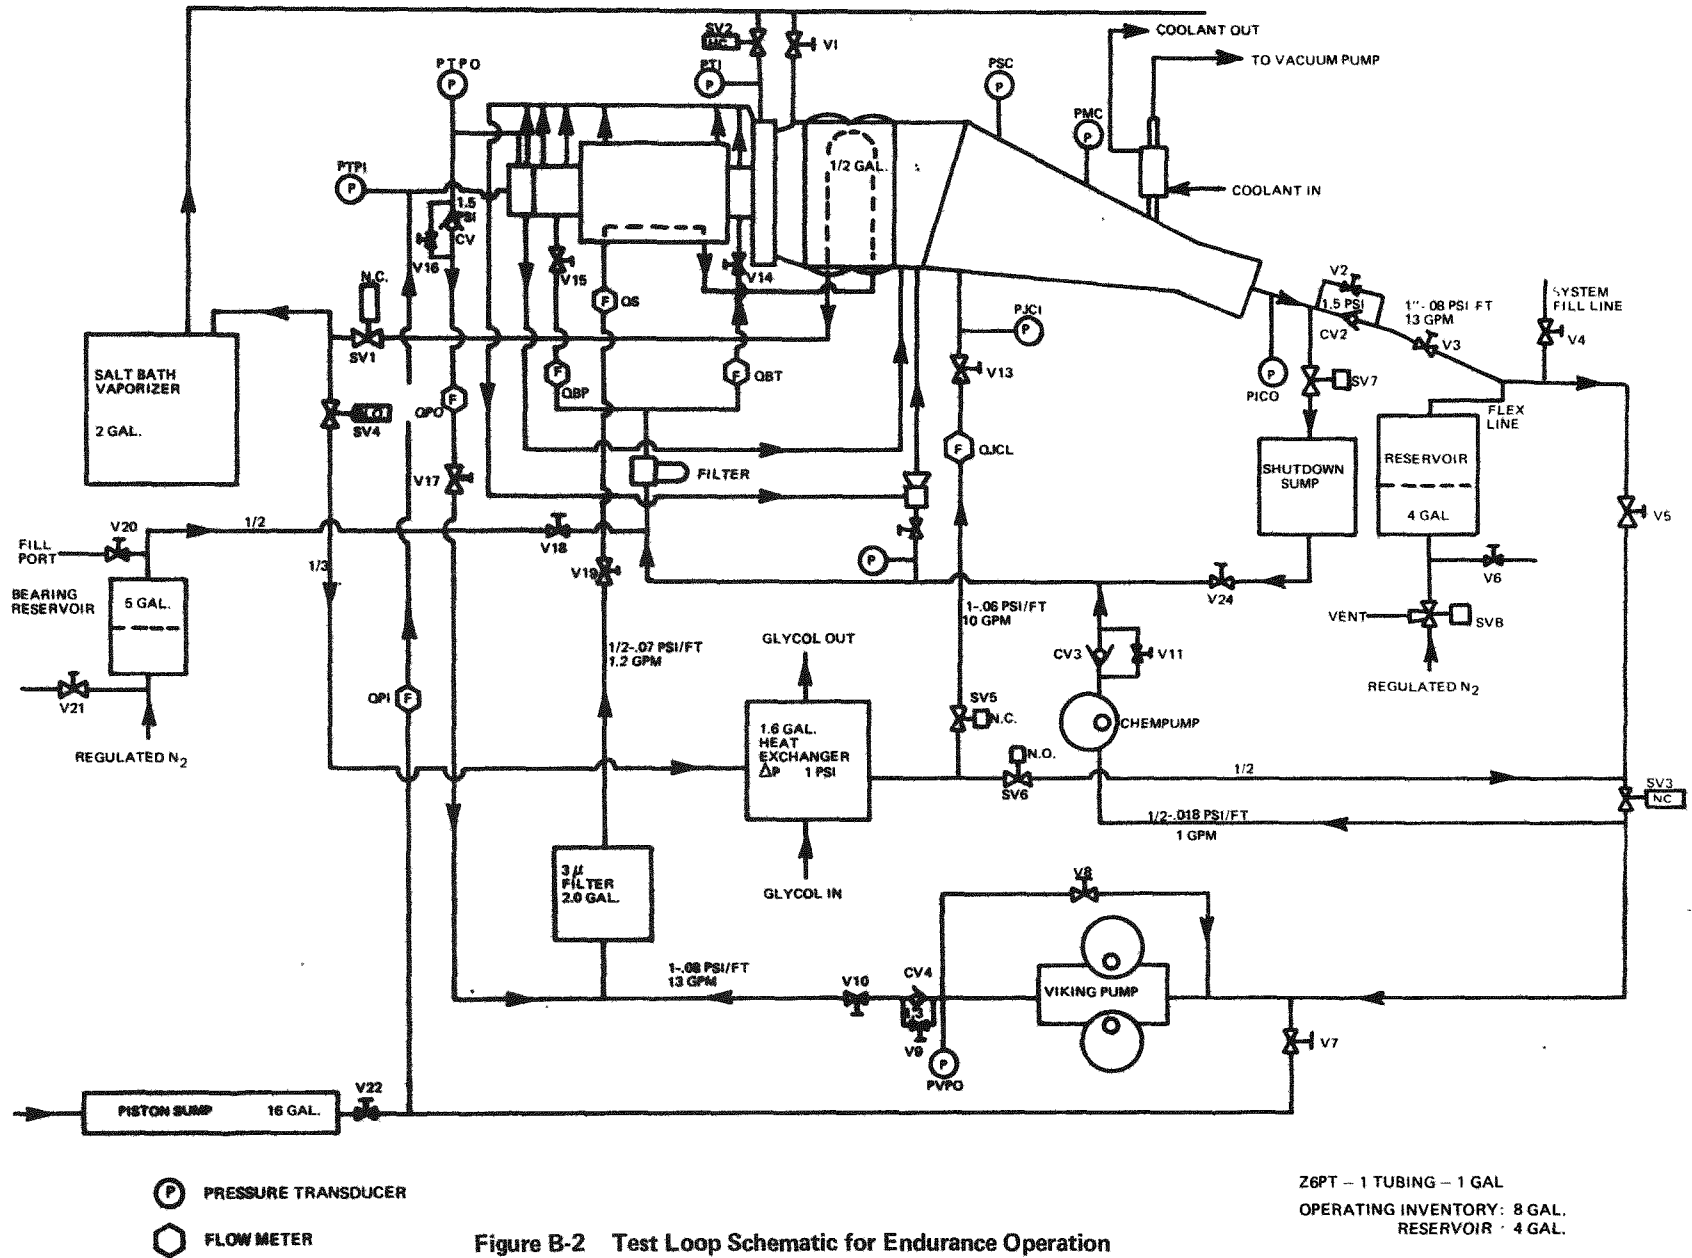 COOLANT OUT
TO VACUUM PUMP
SV2
V1
PTPO
P
PTI
P
PSC
P
PMC
P
PTPI
P
1/2 GAL.
COOLANT IN
1.5
PSI
CV
V16
V15
V14
N.C.
F
QS
PJCI
P
V2
1.5 PSI
CV2
1"-.08 PSI/FT
13 GPM
V3
SYSTEM
FILL LINE
V4
SV1
SALT BATH
VAPORIZER
2 GAL.
SV4
F
QPO
F
QBP
F
QBT
V13
P
PICO
SV7
FLEX
LINE
V17
FILTER
F
QJCL
SHUTDOWN
SUMP
RESERVOIR
4 GAL
V5
V20
FILL
PORT
1/2
V18
V19
P
V6
BEARING
RESERVOIR
5 GAL.
1/3
V24
1-.06 PSI/FT
10 GPM
VENT
SV8
REGULATED N2
V21
REGULATED N2
1/2-.07 PSI/FT
1.2 GPM
GLYCOL OUT
CV3
V11
QPI
F
SV5
N.C.
CHEMPUMP
1.6 GAL.
HEAT
EXCHANGER
ΔP 1 PSI
N.O.
SV6
1/2
SV3
NC
1/2-.018 PSI/FT
1 GPM
GLYCOL IN
3 μ
FILTER
2.0 GAL.
V8
1-.08 PSI/FT
13 GPM
V10
CV4
V9
VIKING PUMP
P
PVPO
V7
PISTON SUMP 16 GAL.
V22
P PRESSURE TRANSDUCER
FLOW METER
Z6PT – 1 TUBING – 1 GAL
OPERATING INVENTORY: 8 GAL.
RESERVOIR · 4 GAL.
Figure B-2 Test Loop Schematic for Endurance Operation